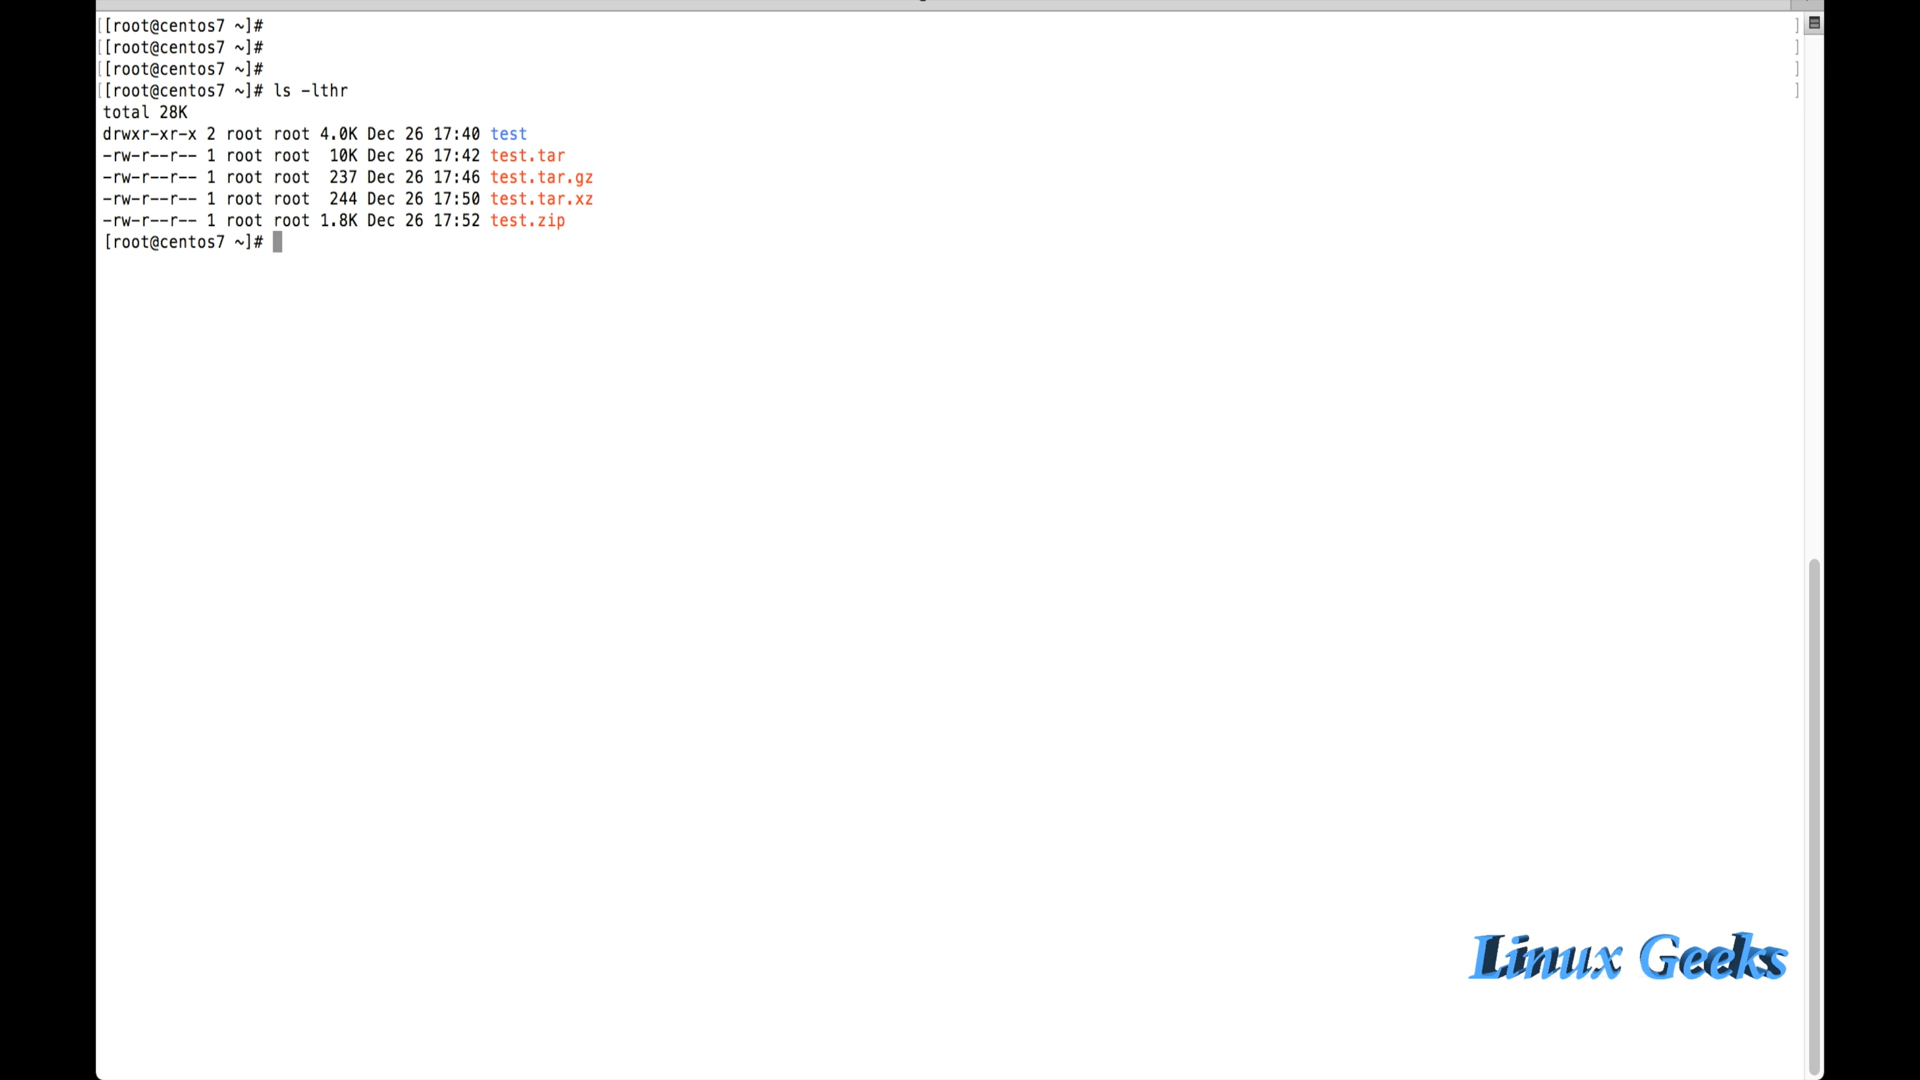 [[root@centos7 ~]# ]
[[root@centos7 ~]# ]
[[root@centos7 ~]# ]
[[root@centos7 ~]# ls -lthr ]
total 28K
drwxr-xr-x 2 root root 4.0K Dec 26 17:40 test
-rw-r--r-- 1 root root  10K Dec 26 17:42 test.tar
-rw-r--r-- 1 root root  237 Dec 26 17:46 test.tar.gz
-rw-r--r-- 1 root root  244 Dec 26 17:50 test.tar.xz
-rw-r--r-- 1 root root 1.8K Dec 26 17:52 test.zip
[root@centos7 ~]#
Linux Geeks